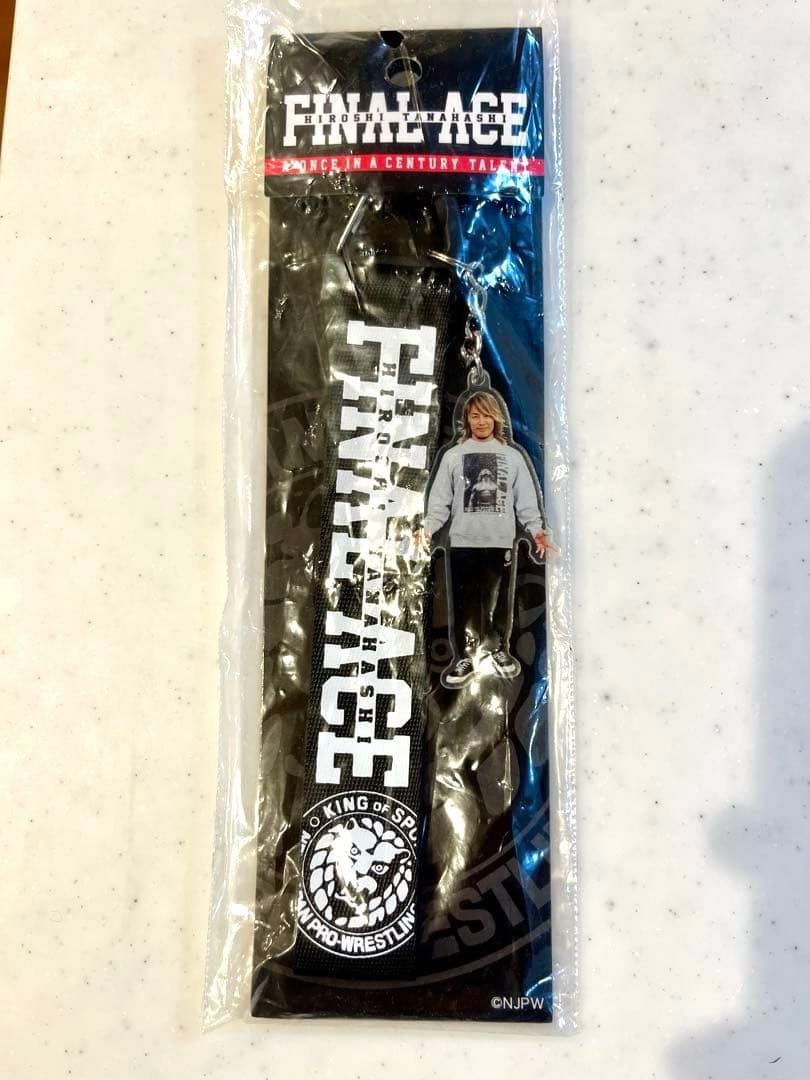 FINAL ACE
HIROSHI TANAHASHI
ONCE IN A CENTURY TALENT
FINAL ACE
HIROSHI TANAHASHI
KING OF SPO
PRO-WRESTLING
©NJPW